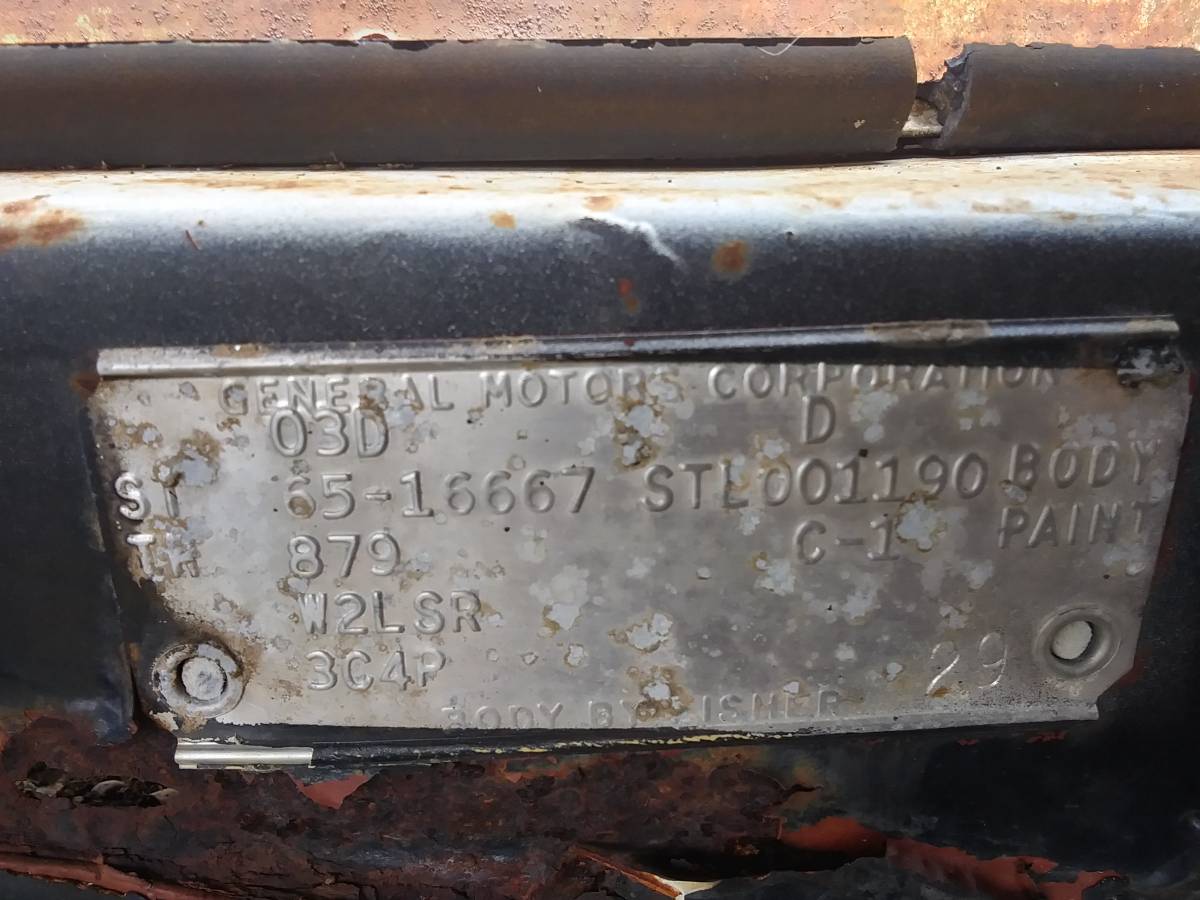 GENERAL MOTORS CORPORATION
03D D
ST 65-16667 STL001190 BODY
TR 879 C-1 PAINT
W2LSR
3C4P
29
BODY BY FISHER